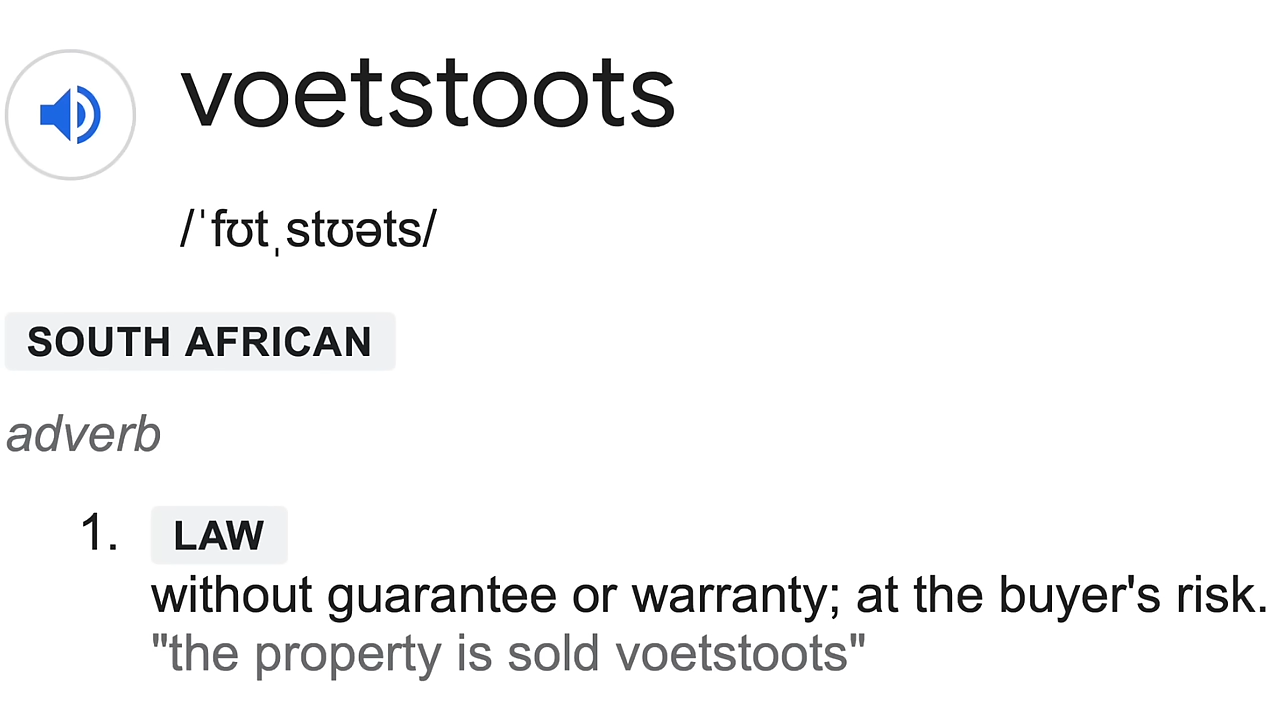 voetstoots
/ˈfʊtˌstʊəts/
SOUTH AFRICAN
adverb
1. LAW
without guarantee or warranty; at the buyer's risk.
"the property is sold voetstoots"